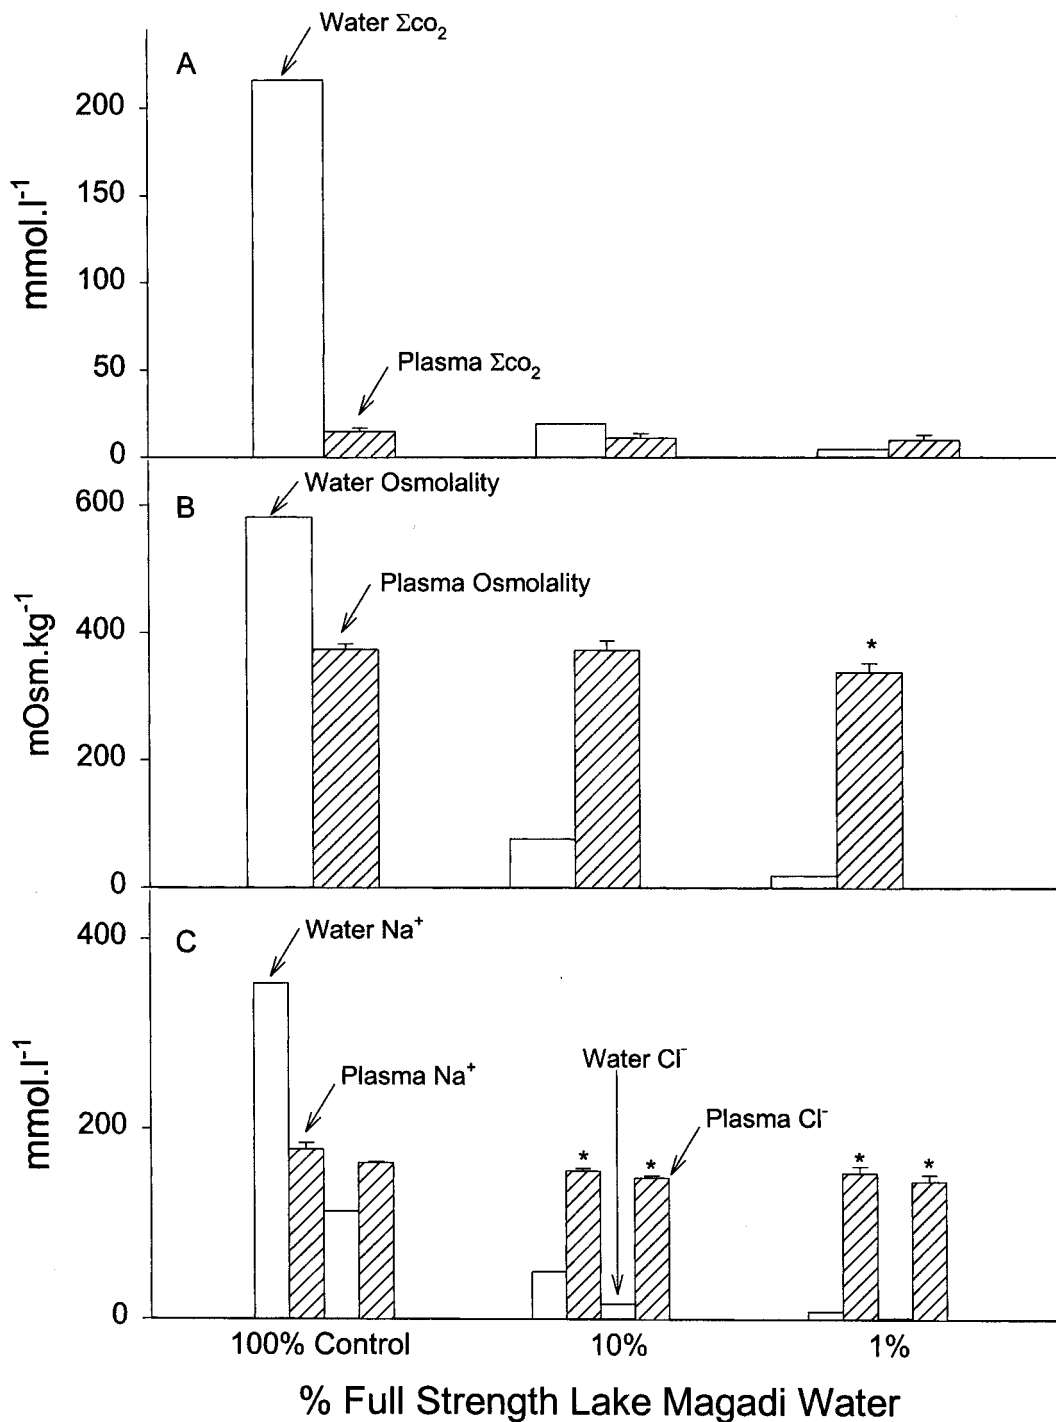 Water Σco₂
A
200
150
100
50
0
mmol.l⁻¹
Plasma Σco₂
Water Osmolality
B
600
400
200
0
mOsm.kg⁻¹
Plasma Osmolality
*
Water Na⁺
C
400
200
0
mmol.l⁻¹
Plasma Na⁺
Water Cl⁻
Plasma Cl⁻
* * * *
100% Control 10% 1%
% Full Strength Lake Magadi Water